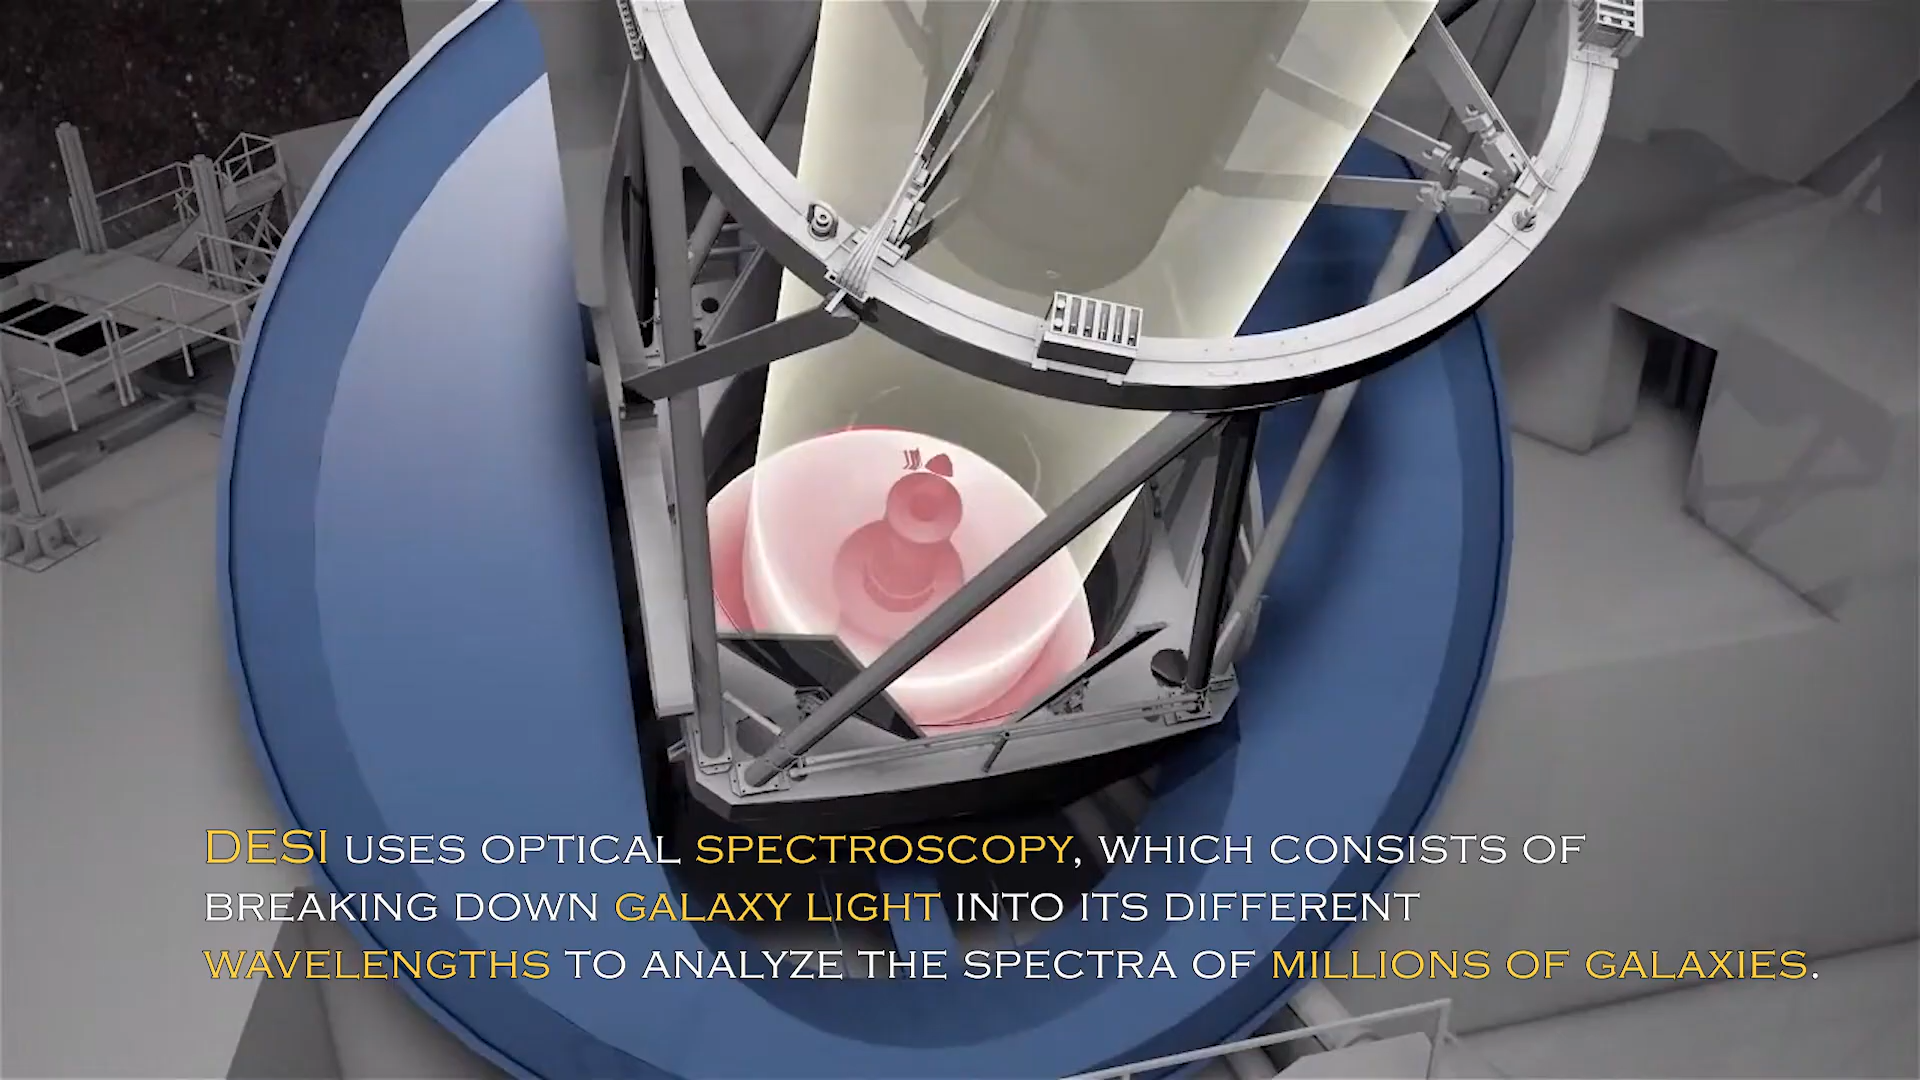 DESI USES OPTICAL SPECTROSCOPY, WHICH CONSISTS OF
BREAKING DOWN GALAXY LIGHT INTO ITS DIFFERENT
WAVELENGTHS TO ANALYZE THE SPECTRA OF MILLIONS OF GALAXIES.